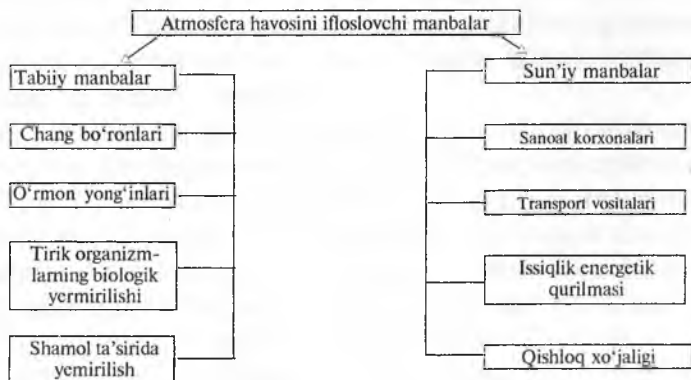 Atmosfera havosini ifloslovchi manbalar
Tabiiy manbalar
Chang bo‘ronlari
O‘rmon yong‘inlari
Tirik organizm-
larning biologik
yermirilishi
Shamol ta’sirida
yemirilish
Sun’iy manbalar
Sanoat korxonalari
Transport vositalari
Issiqlik energetik
qurilmasi
Qishloq xo‘jaligi